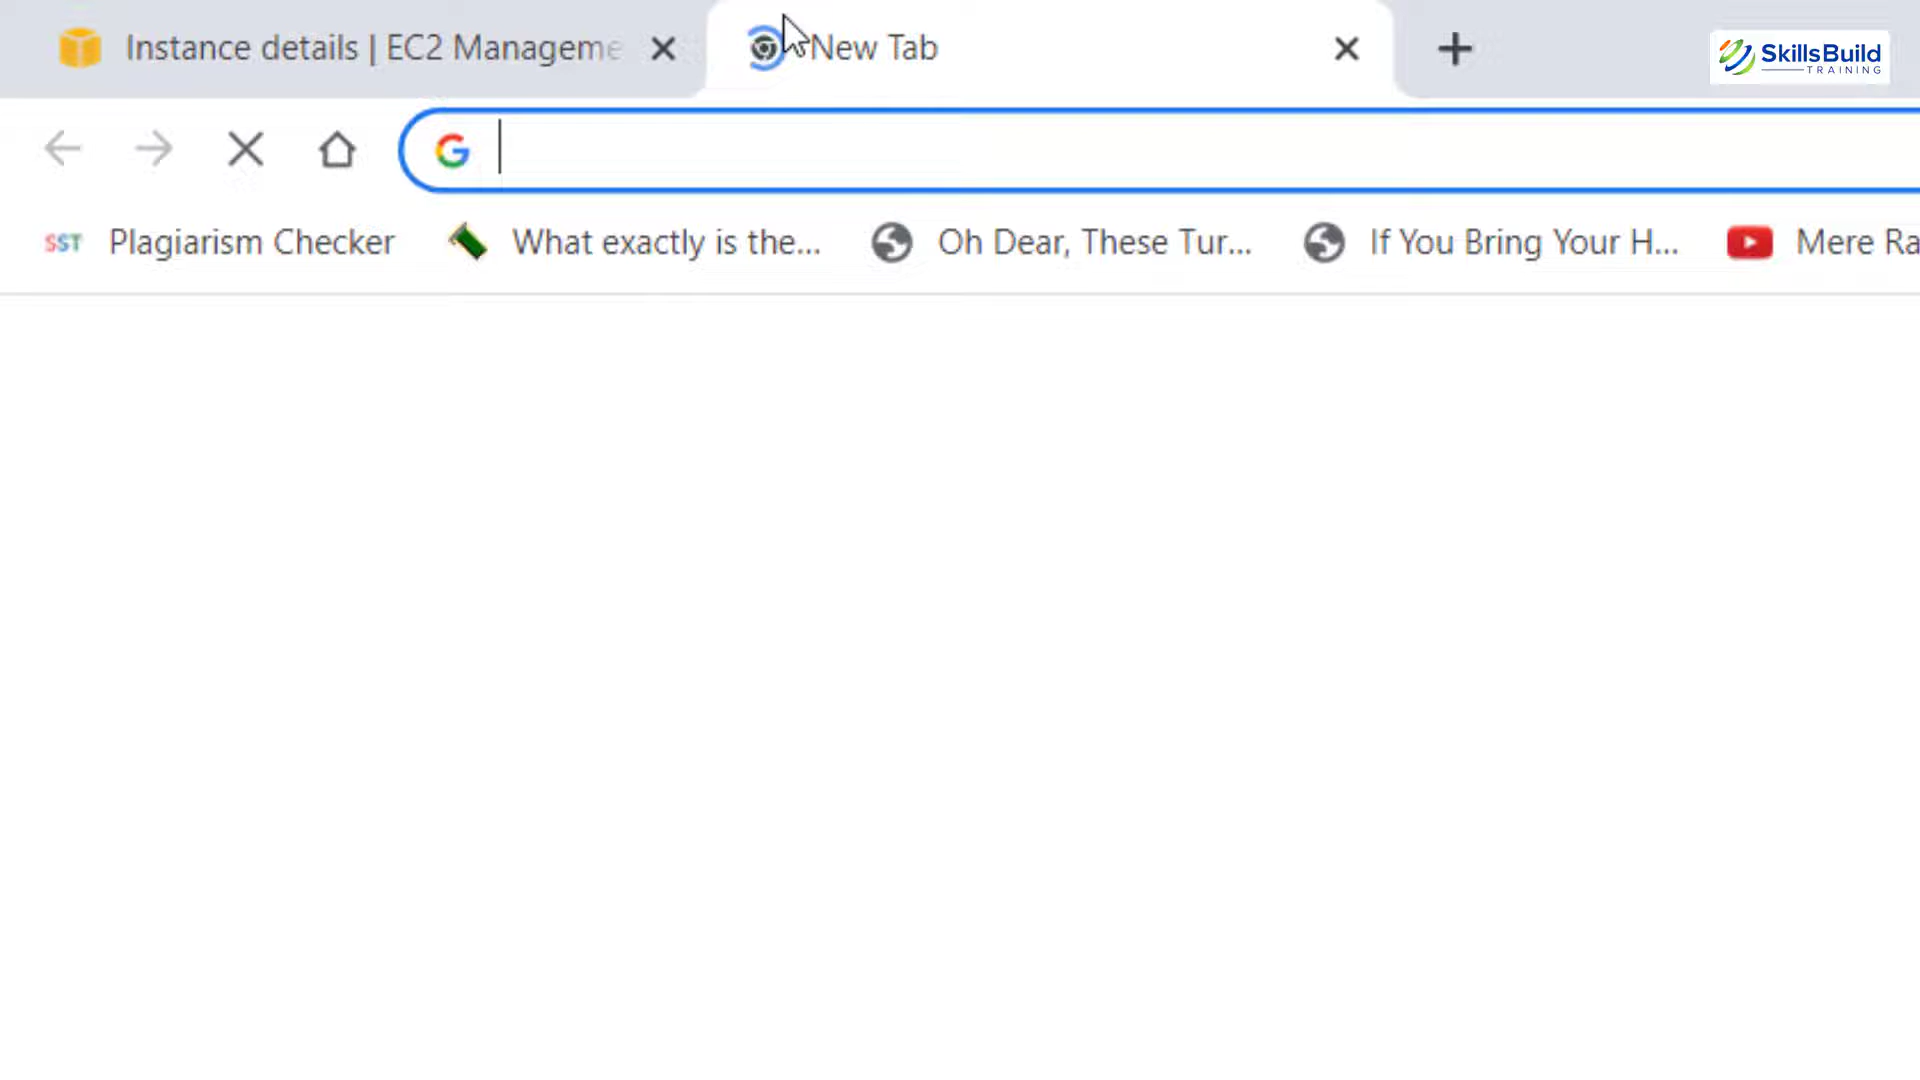 Instance details | EC2 Manageme
New Tab
SkillsBuild
TRAINING
Plagiarism Checker
What exactly is the...
Oh Dear, These Tur...
If You Bring Your H...
Mere Ra
SST